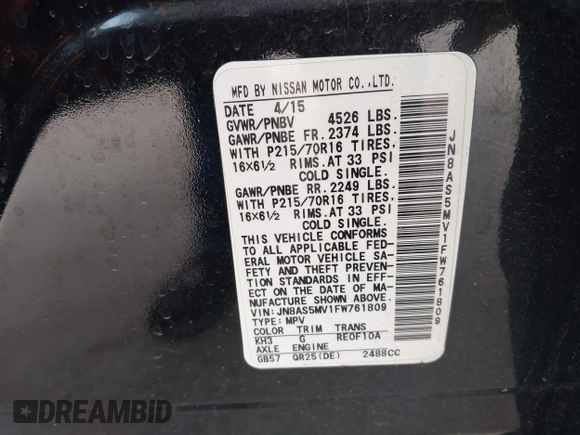 MFD BY NISSAN MOTOR CO.,LTD.
DATE 4/15
GVWR/PNBV 4526 LBS.
GAWR/PNBE FR. 2374 LBS.
WITH P215/70R16 TIRES,
16X6½ RIMS.AT 33 PSI
COLD SINGLE.
GAWR/PNBE RR. 2249 LBS.
WITH P215/70R16 TIRES,
16X6½ RIMS.AT 33 PSI
COLD SINGLE.
THIS VEHICLE CONFORMS
TO ALL APPLICABLE FED-
ERAL MOTOR VEHICLE SA-
FETY AND THEFT PREVEN-
TION STANDARDS IN EFF-
ECT ON THE DATE OF MA-
NUFACTURE SHOWN ABOVE.
VIN:JN8AS5MV1FW761809
TYPE:MPV
COLOR TRIM TRANS
KH3 G RE0F10A
AXLE ENGINE
GB57 QR25(DE) 2488CC
JN8AS5MV1FW761809
DREAMBID